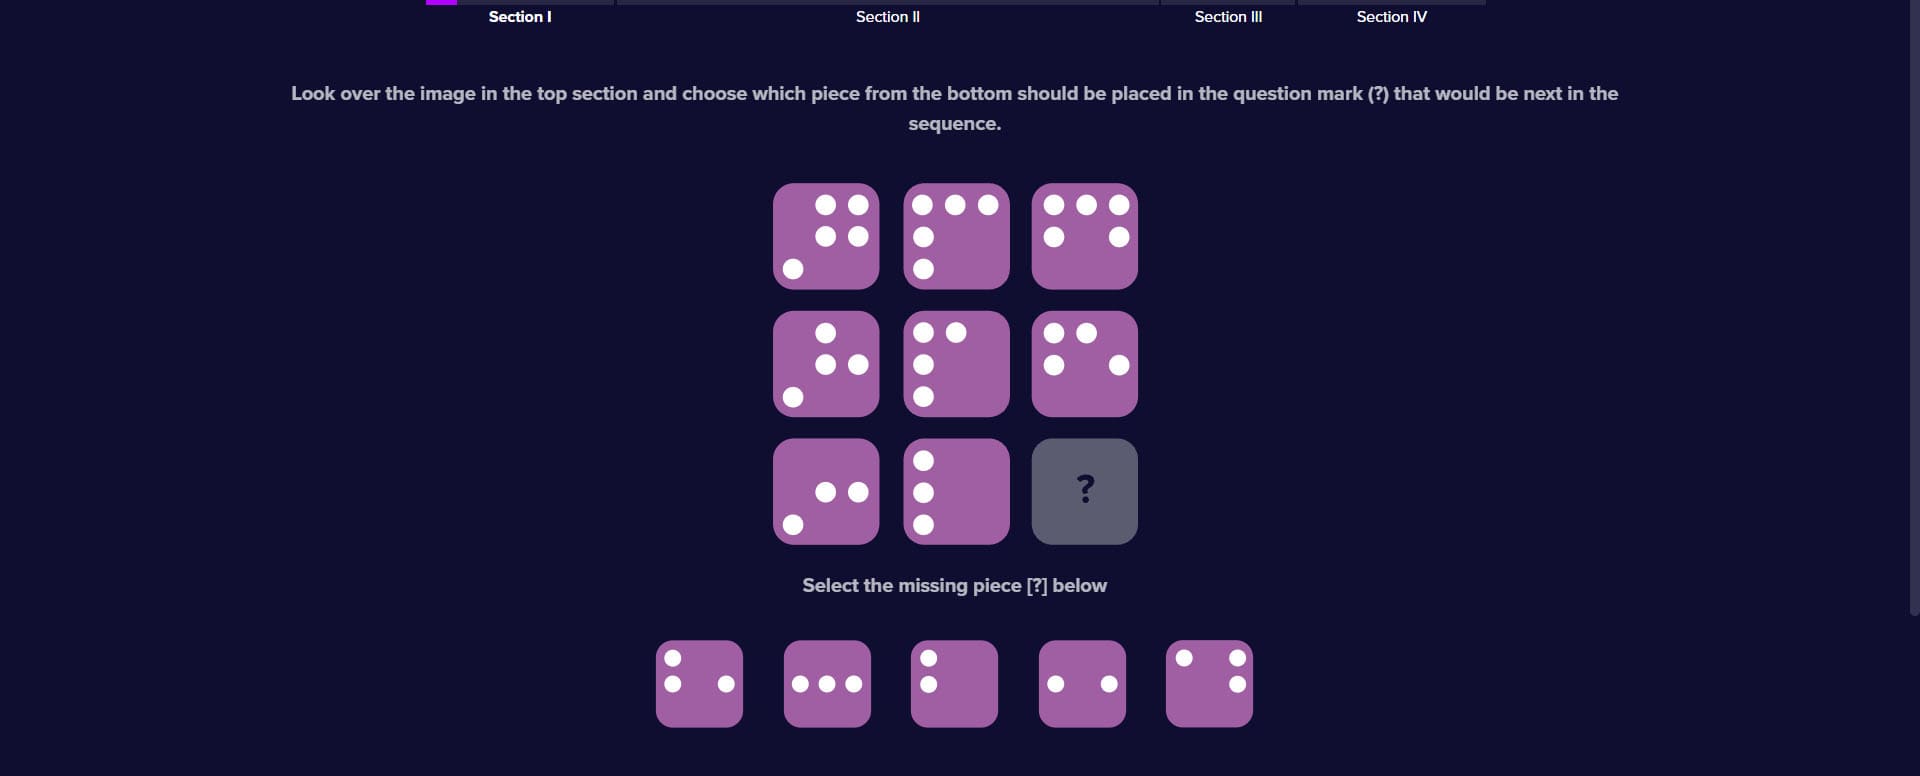 Section I
Section II
Section III
Section IV
Look over the image in the top section and choose which piece from the bottom should be placed in the question mark (?) that would be next in the
sequence.
?
Select the missing piece [?] below